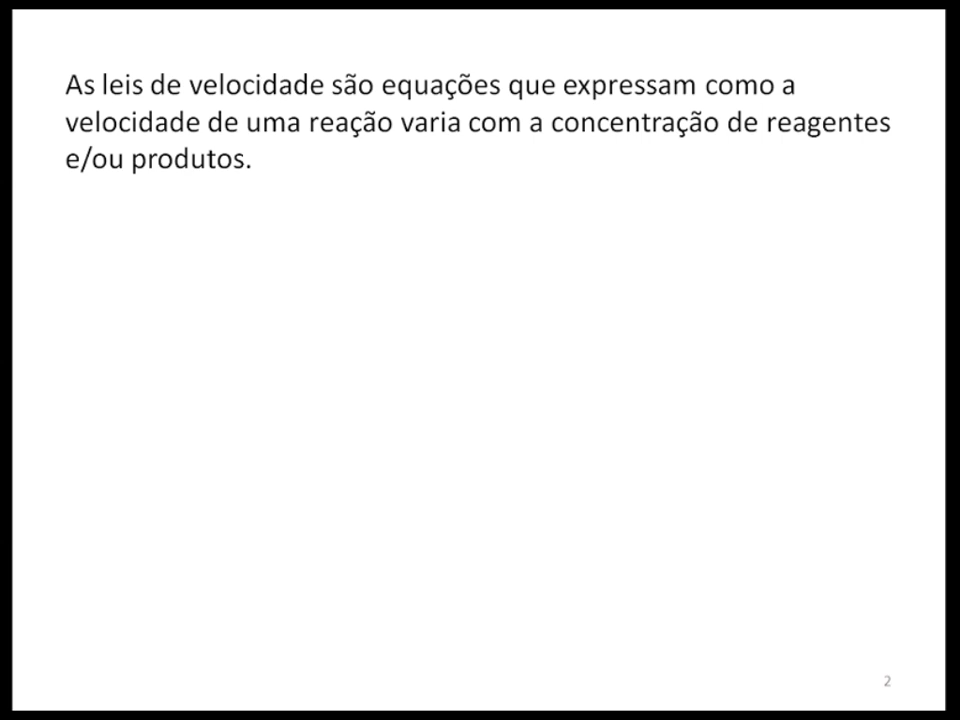 As leis de velocidade são equações que expressam como a
velocidade de uma reação varia com a concentração de reagentes
e/ou produtos.
2